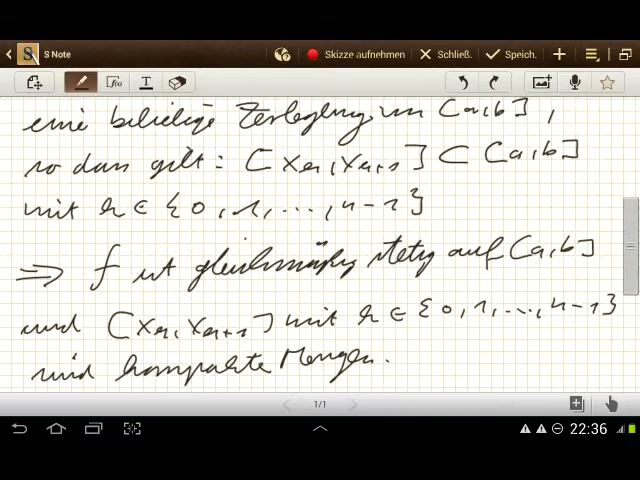 S Note
Skizze aufnehmen
Schließ.
Speich.
f(x)
T
eine beliebige Zerlegung von [a,b],
so dass gilt: [xₖ, xₖ₊₁] ⊂ [a,b]
mit k ∈ {0, 1, ..., n-1}
⇒ f ist gleichmäßig stetig auf [a,b]
und [xₖ, xₖ₊₁] mit k ∈ {0, 1, ..., n-1}
sind kompakte Mengen.
1/1
22:36